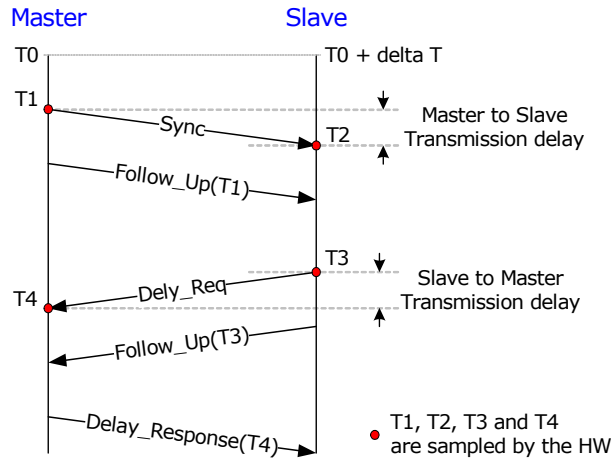 Master Slave
T0 T0 + delta T
T1
Master to Slave
Transmission delay
Sync
T2
Follow_Up(T1)
T3
Slave to Master
Transmission delay
T4
Dely_Req
Follow_Up(T3)
Delay_Response(T4)
T1, T2, T3 and T4
are sampled by the HW